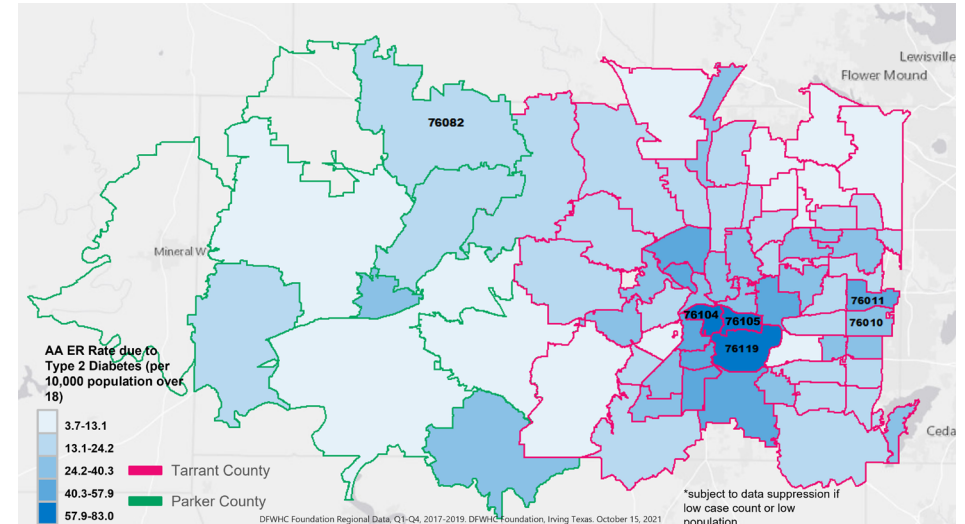 Lewisville
Flower Mound
76082
Mineral W
76011
76104
76105
76010
76119
AA ER Rate due to
Type 2 Diabetes (per
10,000 population over
18)
3.7-13.1
13.1-24.2
24.2-40.3
40.3-57.9
57.9-83.0
Tarrant County
Parker County
Ceda
*subject to data suppression if
low case count or low
population
DFWHC Foundation Regional Data, Q1-Q4, 2017-2019. DFWHC Foundation, Irving Texas. October 15, 2021